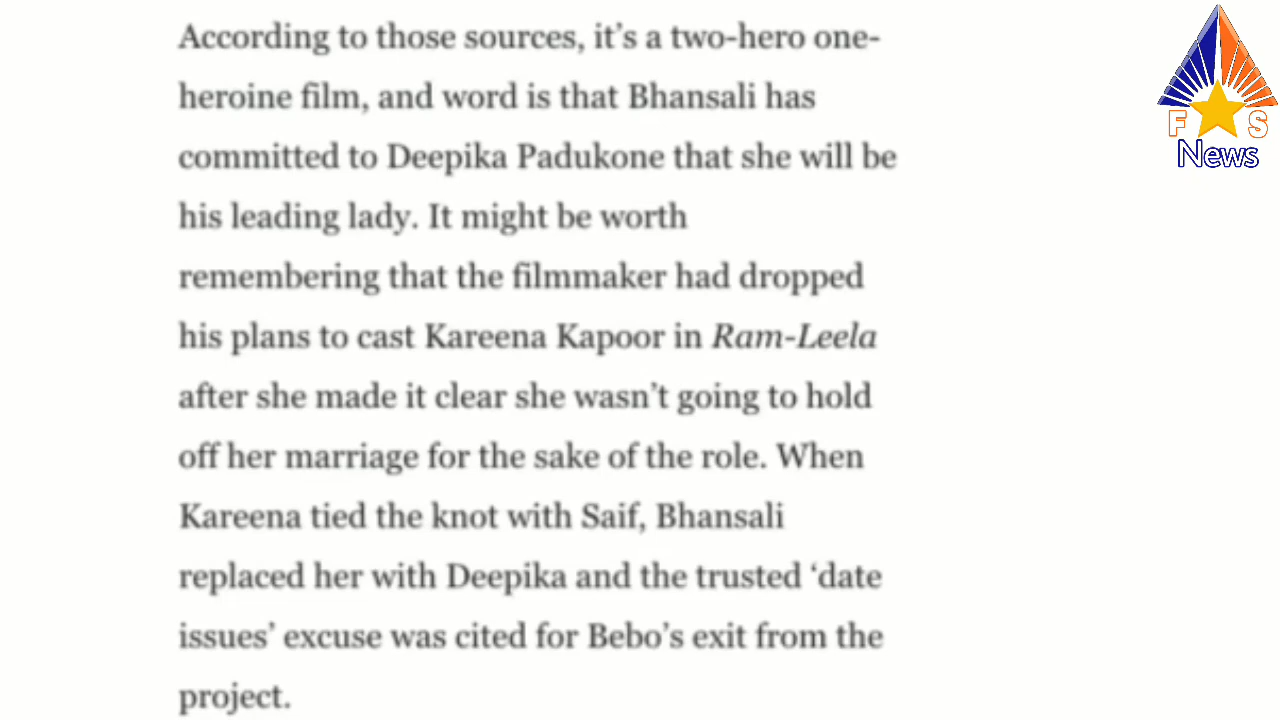 According to those sources, it’s a two-hero one-
heroine film, and word is that Bhansali has
committed to Deepika Padukone that she will be
his leading lady. It might be worth
remembering that the filmmaker had dropped
his plans to cast Kareena Kapoor in Ram-Leela
after she made it clear she wasn’t going to hold
off her marriage for the sake of the role. When
Kareena tied the knot with Saif, Bhansali
replaced her with Deepika and the trusted ‘date
issues’ excuse was cited for Bebo’s exit from the
project.
F S
News